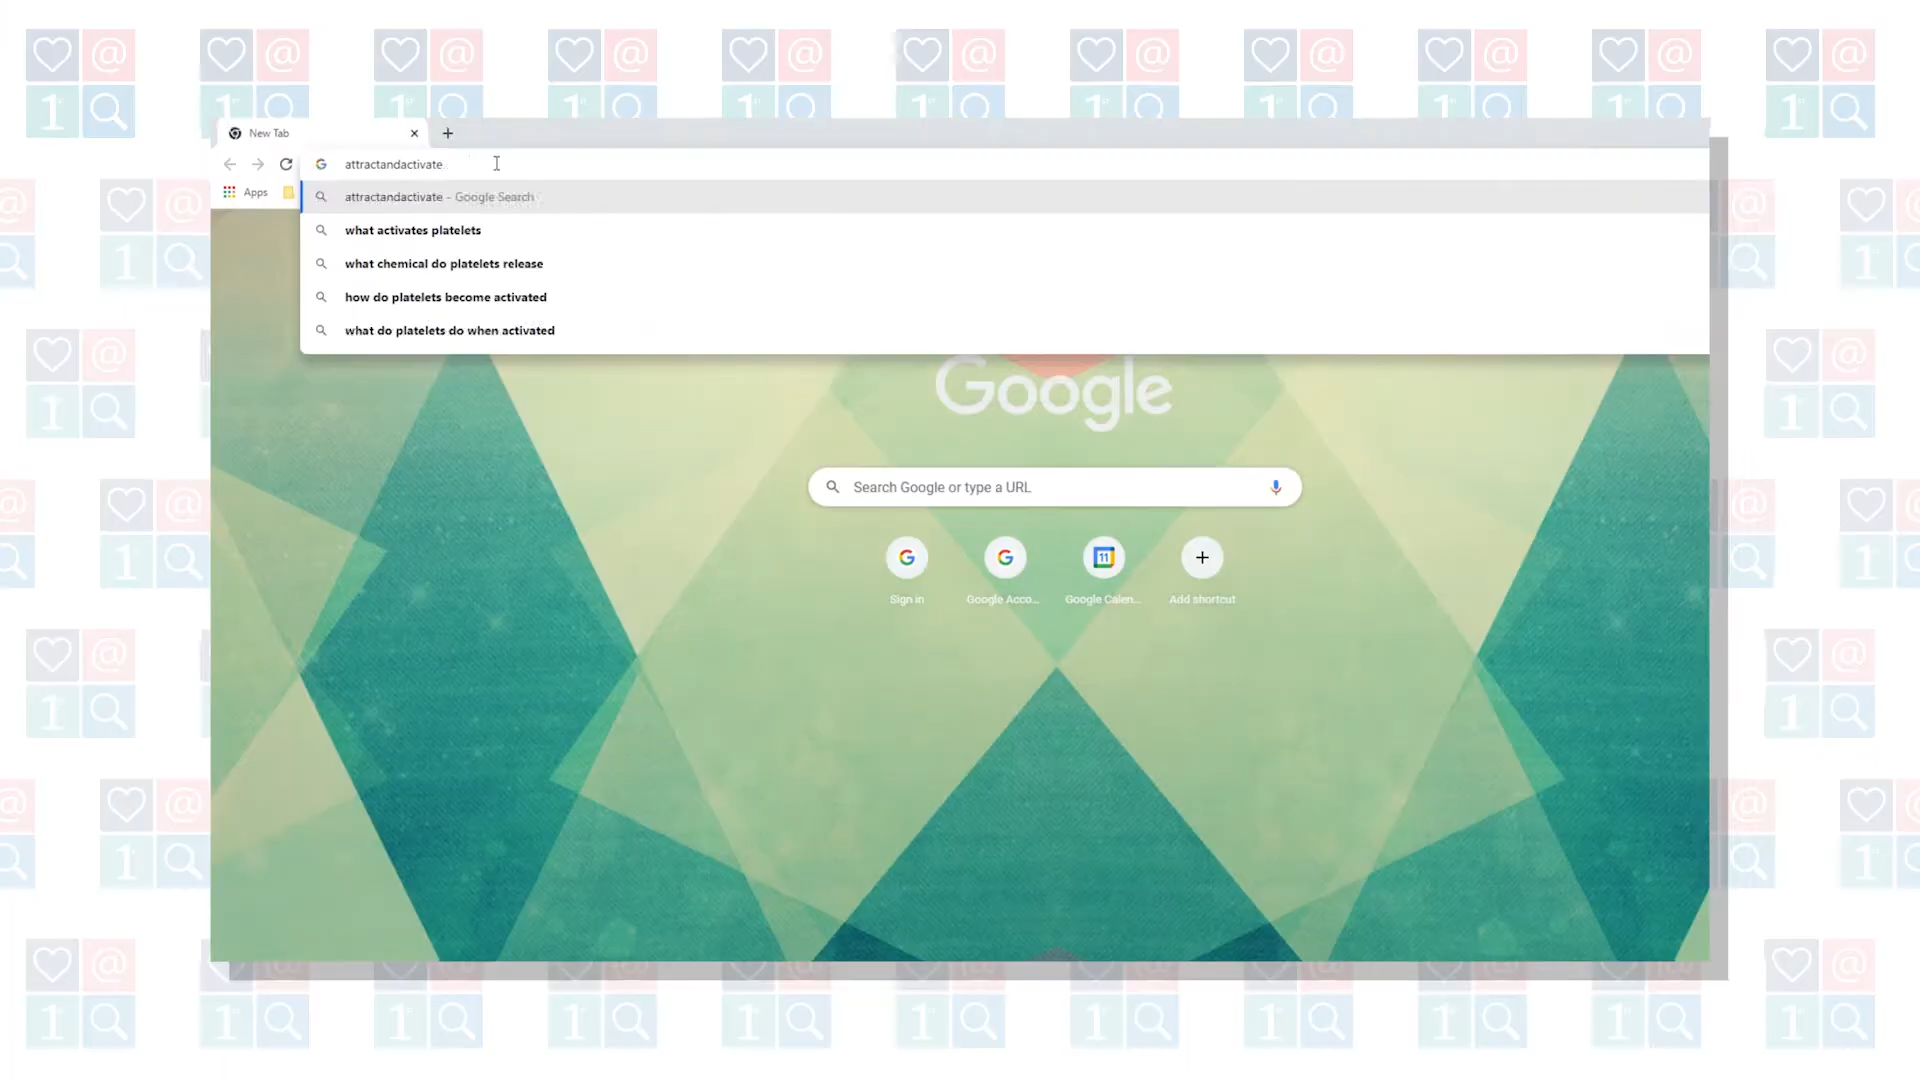 New Tab
attractandactivate
Apps
attractandactivate - Google Search
what activates platelets
what chemical do platelets release
how do platelets become activated
what do platelets do when activated
Google
Search Google or type a URL
11
Sign in
Google Acco...
Google Calen...
Add shortcut